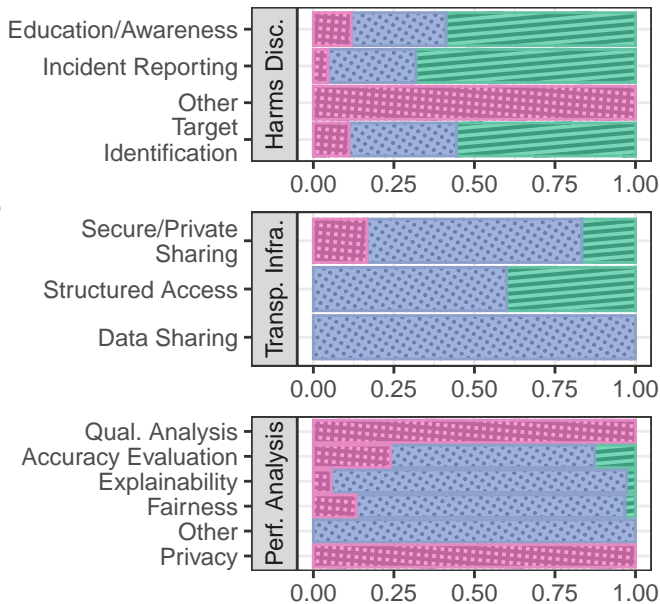 Education/Awareness
Incident Reporting
Other
Target
Identification
Harms Disc.
0.00 0.25 0.50 0.75 1.00
Secure/Private
Sharing
Structured Access
Data Sharing
Transp. Infra.
0.00 0.25 0.50 0.75 1.00
Qual. Analysis
Accuracy Evaluation
Explainability
Fairness
Other
Privacy
Perf. Analysis
0.00 0.25 0.50 0.75 1.00